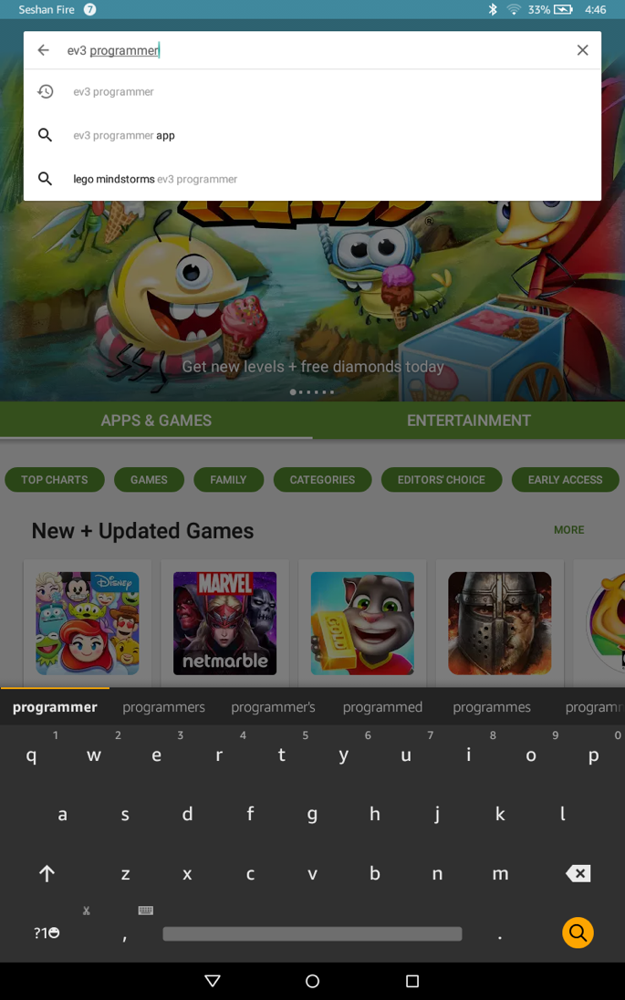 Seshan Fire 7 33% 4:46
ev3 programmer
ev3 programmer
ev3 programmer app
lego mindstorms ev3 programmer
®
Get new levels + free diamonds today
APPS & GAMES ENTERTAINMENT
TOP CHARTS GAMES FAMILY CATEGORIES EDITORS' CHOICE EARLY ACCESS
New + Updated Games MORE
Disney MARVEL GOLD
netmarble
programmer programmers programmer's programmed programmes
1 2 3 4 5 6 7 8 9 0
q w e r t y u i o p
a s d f g h j k l
z x c v b n m
?1 , .